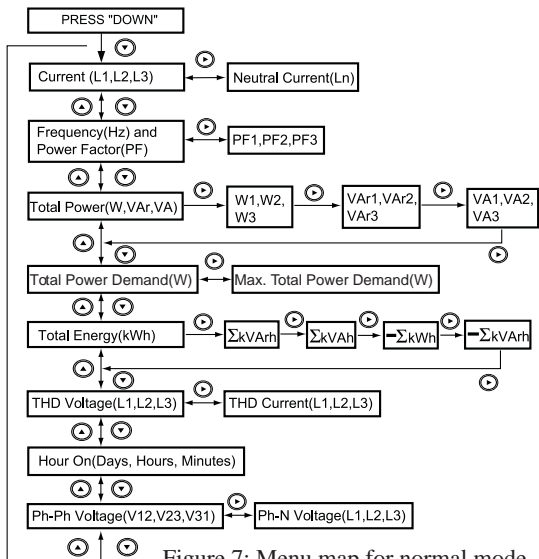 PRESS "DOWN"
Current (L1,L2,L3)
Neutral Current(Ln)
Frequency(Hz) and
Power Factor(PF)
PF1,PF2,PF3
Total Power(W,VAr,VA)
W1,W2,
W3
VAr1,VAr2,
VAr3
VA1,VA2,
VA3
Total Power Demand(W)
Max. Total Power Demand(W)
Total Energy(kWh)
ΣkVArh
ΣkVAh
−ΣkWh
−ΣkVArh
THD Voltage(L1,L2,L3)
THD Current(L1,L2,L3)
Hour On(Days, Hours, Minutes)
Ph-Ph Voltage(V12,V23,V31)
Ph-N Voltage(L1,L2,L3)
Figure 7: Menu map for normal mode